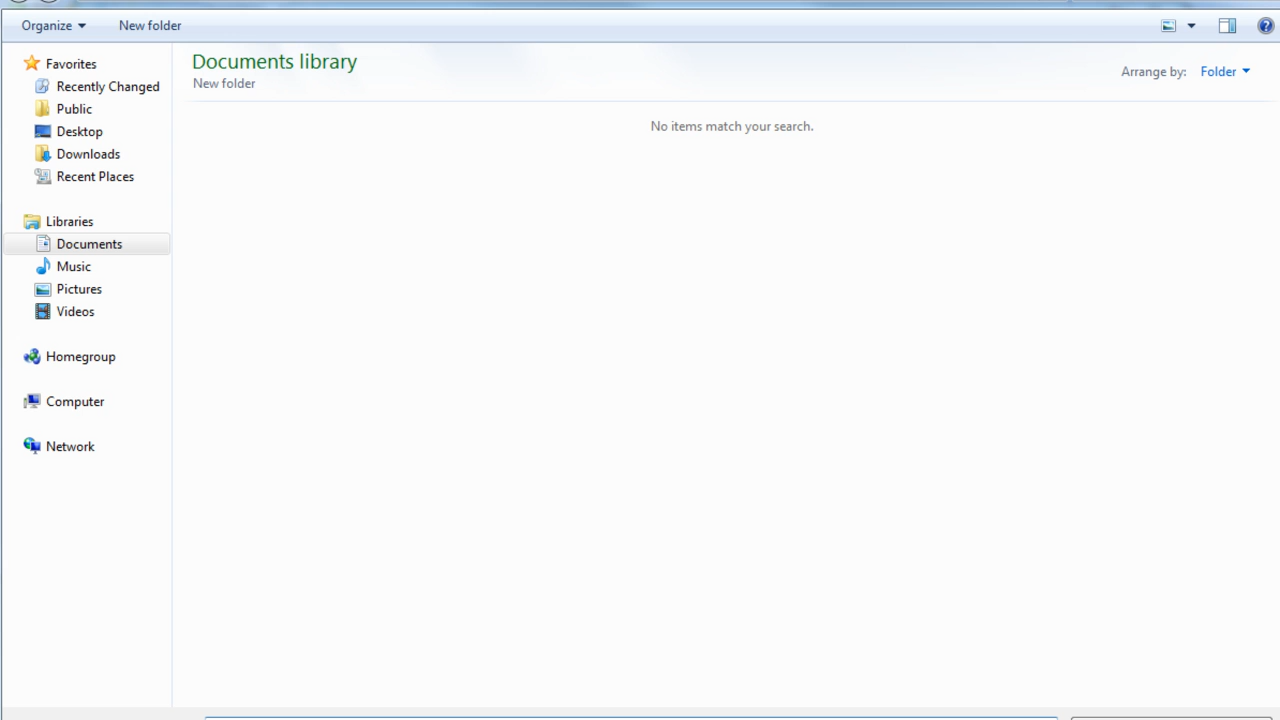 Organize
New folder
Favorites
Recently Changed
Public
Desktop
Downloads
Recent Places
Libraries
Documents
Music
Pictures
Videos
Homegroup
Computer
Network
Documents library
New folder
Arrange by: Folder
No items match your search.